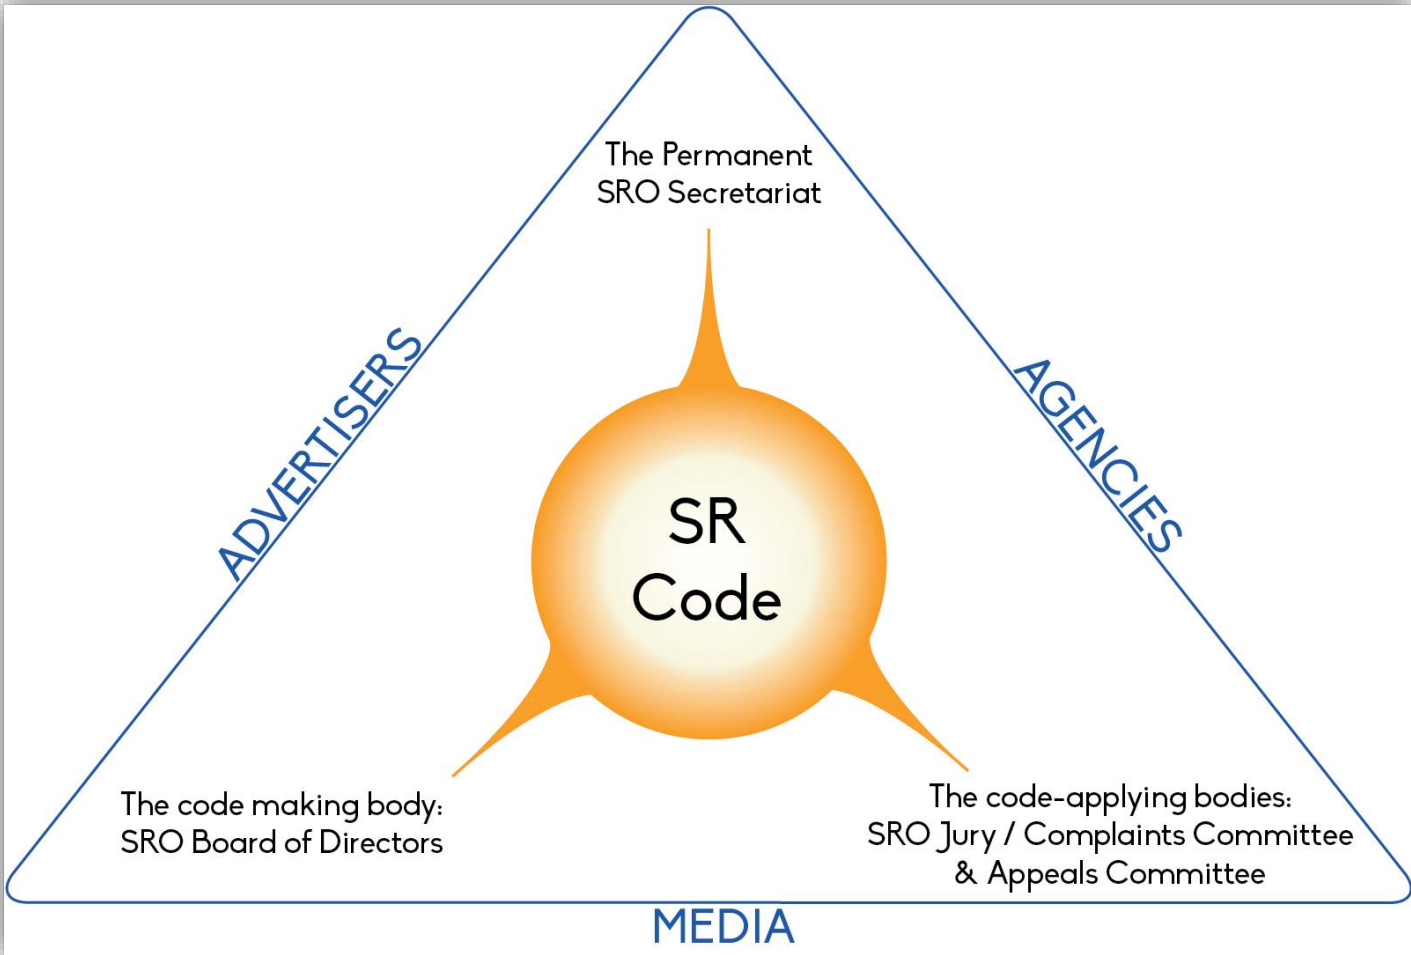 The Permanent
SRO Secretariat
ADVERTISERS
AGENCIES
SR
Code
The code making body:
SRO Board of Directors
The code-applying bodies:
SRO Jury / Complaints Committee
& Appeals Committee
MEDIA